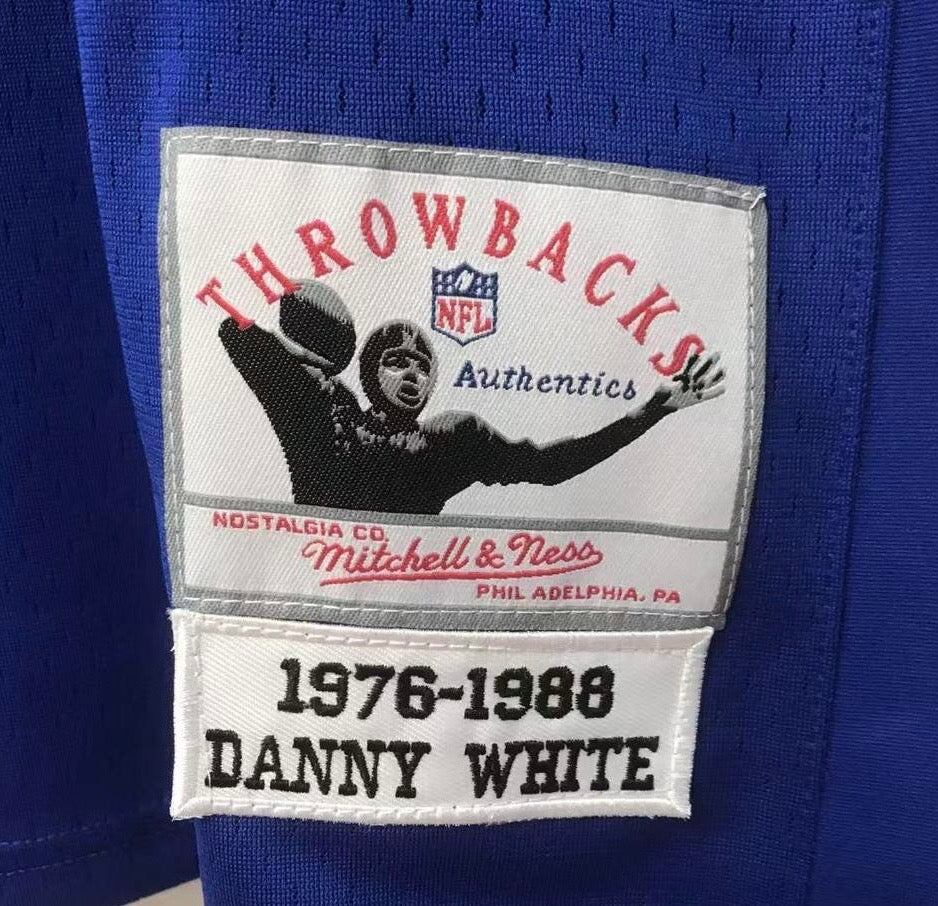 THROWBACKS
NFL
Authentics
NOSTALGIA CO.
Mitchell & Ness
PHILADELPHIA, PA
1976-1988
DANNY WHITE